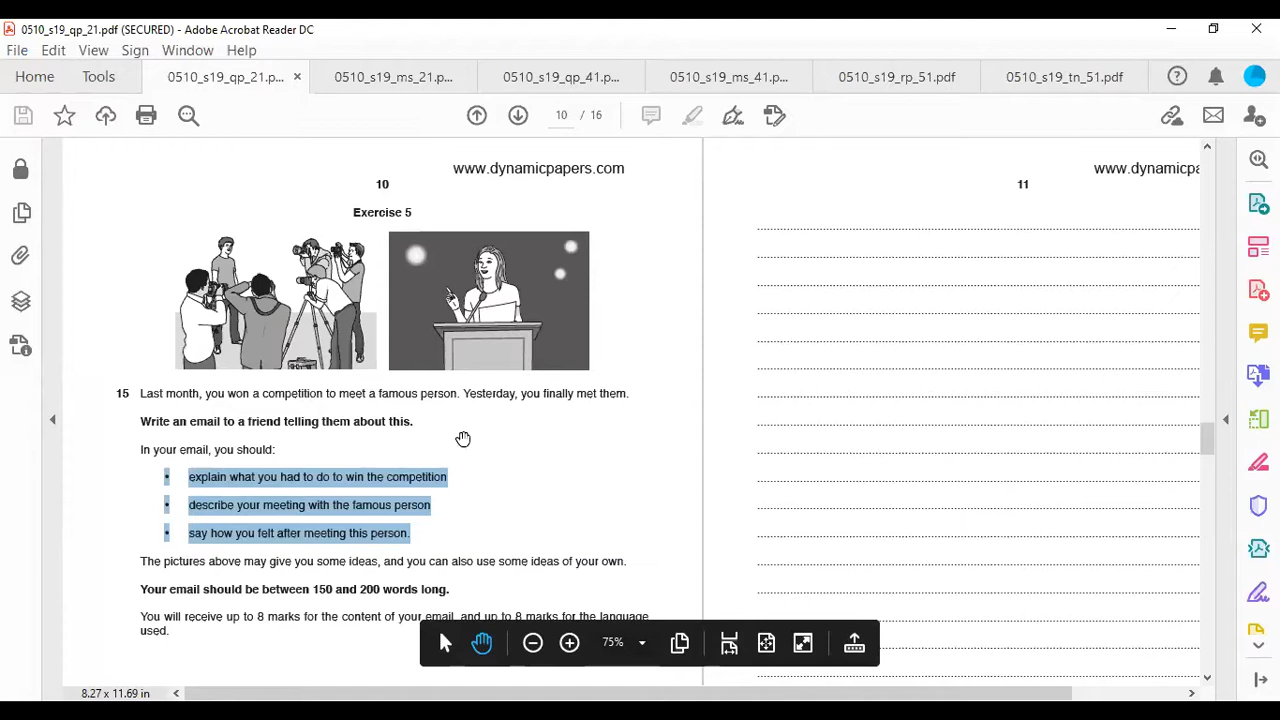 0510_s19_qp_21.pdf (SECURED) - Adobe Acrobat Reader DC
File Edit View Sign Window Help
Home Tools 0510_s19_qp_21.p... × 0510_s19_ms_21.p... 0510_s19_qp_41.p... 0510_s19_ms_41.p... 0510_s19_rp_51.pdf 0510_s19_tn_51.pdf
10 / 16
75%
www.dynamicpapers.com
10
Exercise 5
15 Last month, you won a competition to meet a famous person. Yesterday, you finally met them.
Write an email to a friend telling them about this.
In your email, you should:
• explain what you had to do to win the competition
• describe your meeting with the famous person
• say how you felt after meeting this person.
The pictures above may give you some ideas, and you can also use some ideas of your own.
Your email should be between 150 and 200 words long.
You will receive up to 8 marks for the content of your email, and up to 8 marks for the language
used.
8.27 x 11.69 in
www.dynamicpa
11